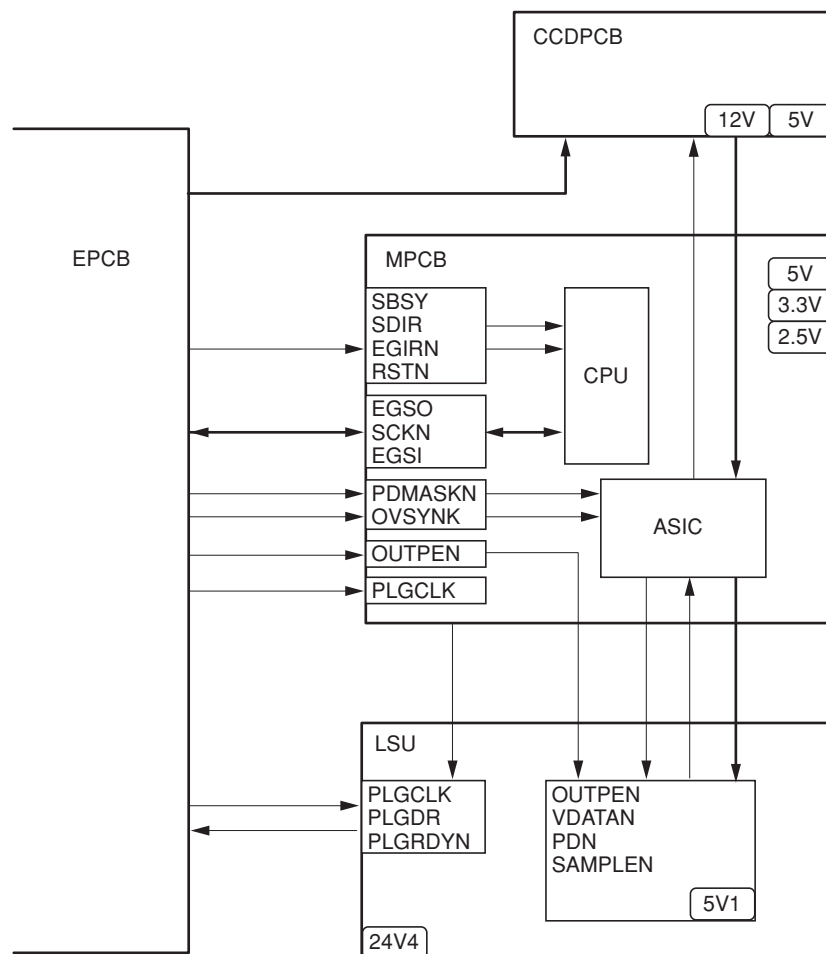 CCDPCB
12V 5V
EPCB
MPCB
5V
3.3V
2.5V
SBSY
SDIR
EGIRN
RSTN
CPU
EGSO
SCKN
EGSI
PDMASKN
OVSYNK
ASIC
OUTPEN
PLGCLK
LSU
PLGCLK
PLGDR
PLGRDYN
OUTPEN
VDATAN
PDN
SAMPLEN
5V1
24V4